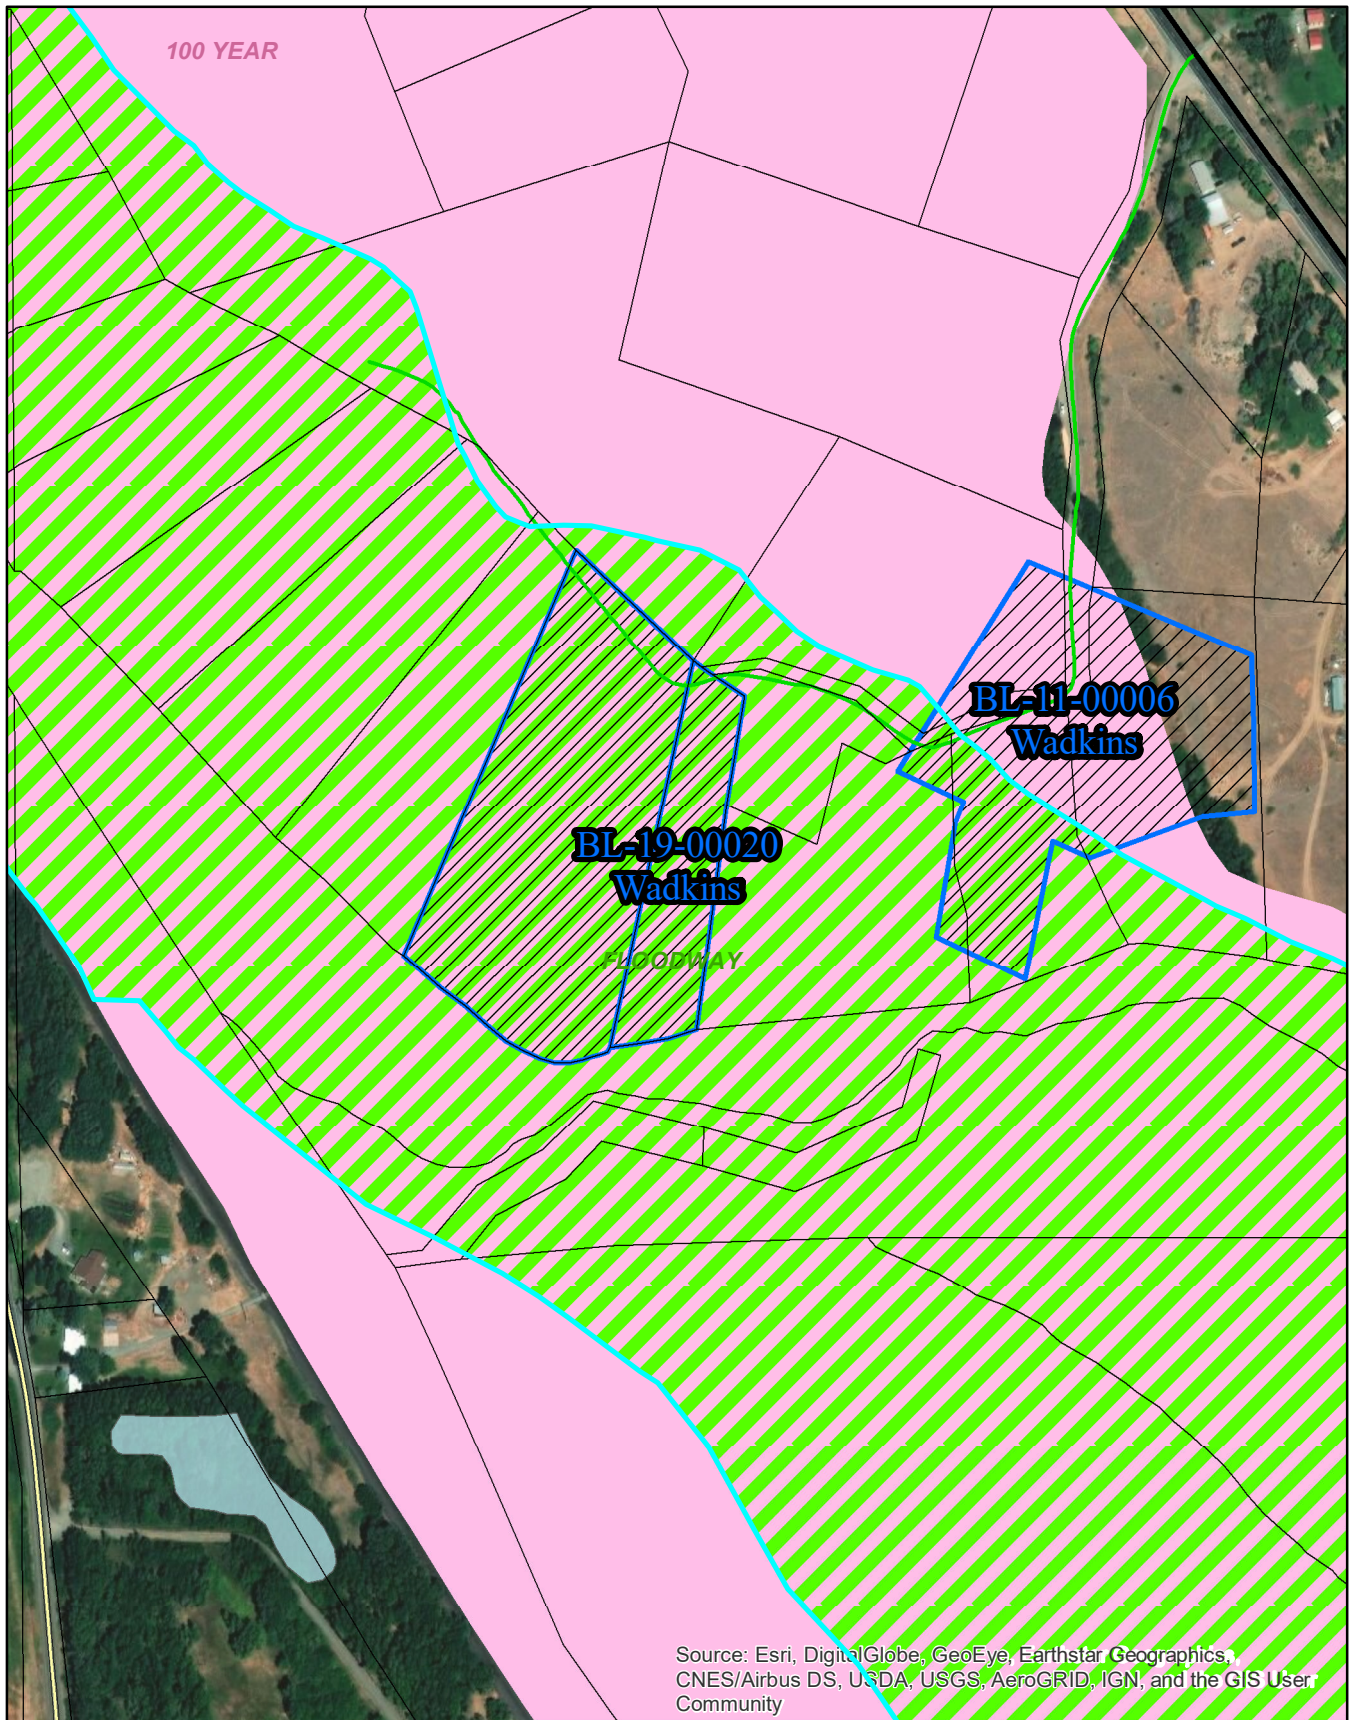 100 YEAR
BL-11-00006
Wadkins
BL-19-00020
Wadkins
FLOODWAY
Source: Esri, DigitalGlobe, GeoEye, Earthstar Geographics,
CNES/Airbus DS, USDA, USGS, AeroGRID, IGN, and the GIS User
Community